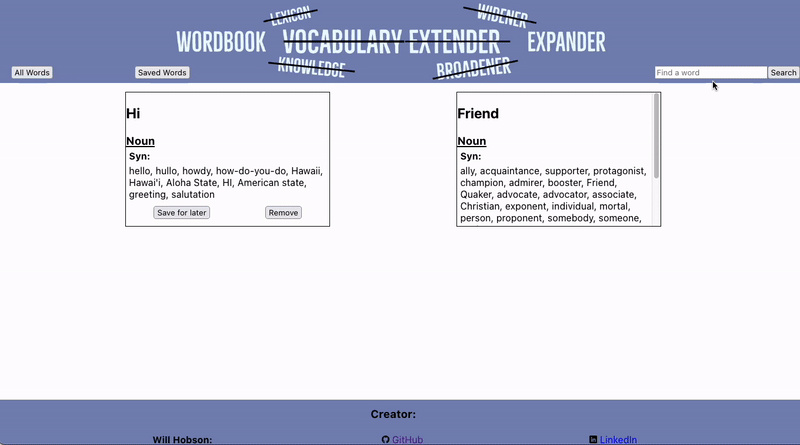 LEXICON
WIDENER
WORDBOOK VOCABULARY EXTENDER EXPANDER
KNOWLEDGE
BROADENER
All Words
Saved Words
Find a word
Search
Hi
Noun
Syn:
hello, hullo, howdy, how-do-you-do, Hawaii,
Hawai'i, Aloha State, HI, American state,
greeting, salutation
Save for later
Remove
Friend
Noun
Syn:
ally, acquaintance, supporter, protagonist,
champion, admirer, booster, Friend,
Quaker, advocate, advocator, associate,
Christian, exponent, individual, mortal,
person, proponent, somebody, someone,
Creator:
Will Hobson:
GitHub
LinkedIn